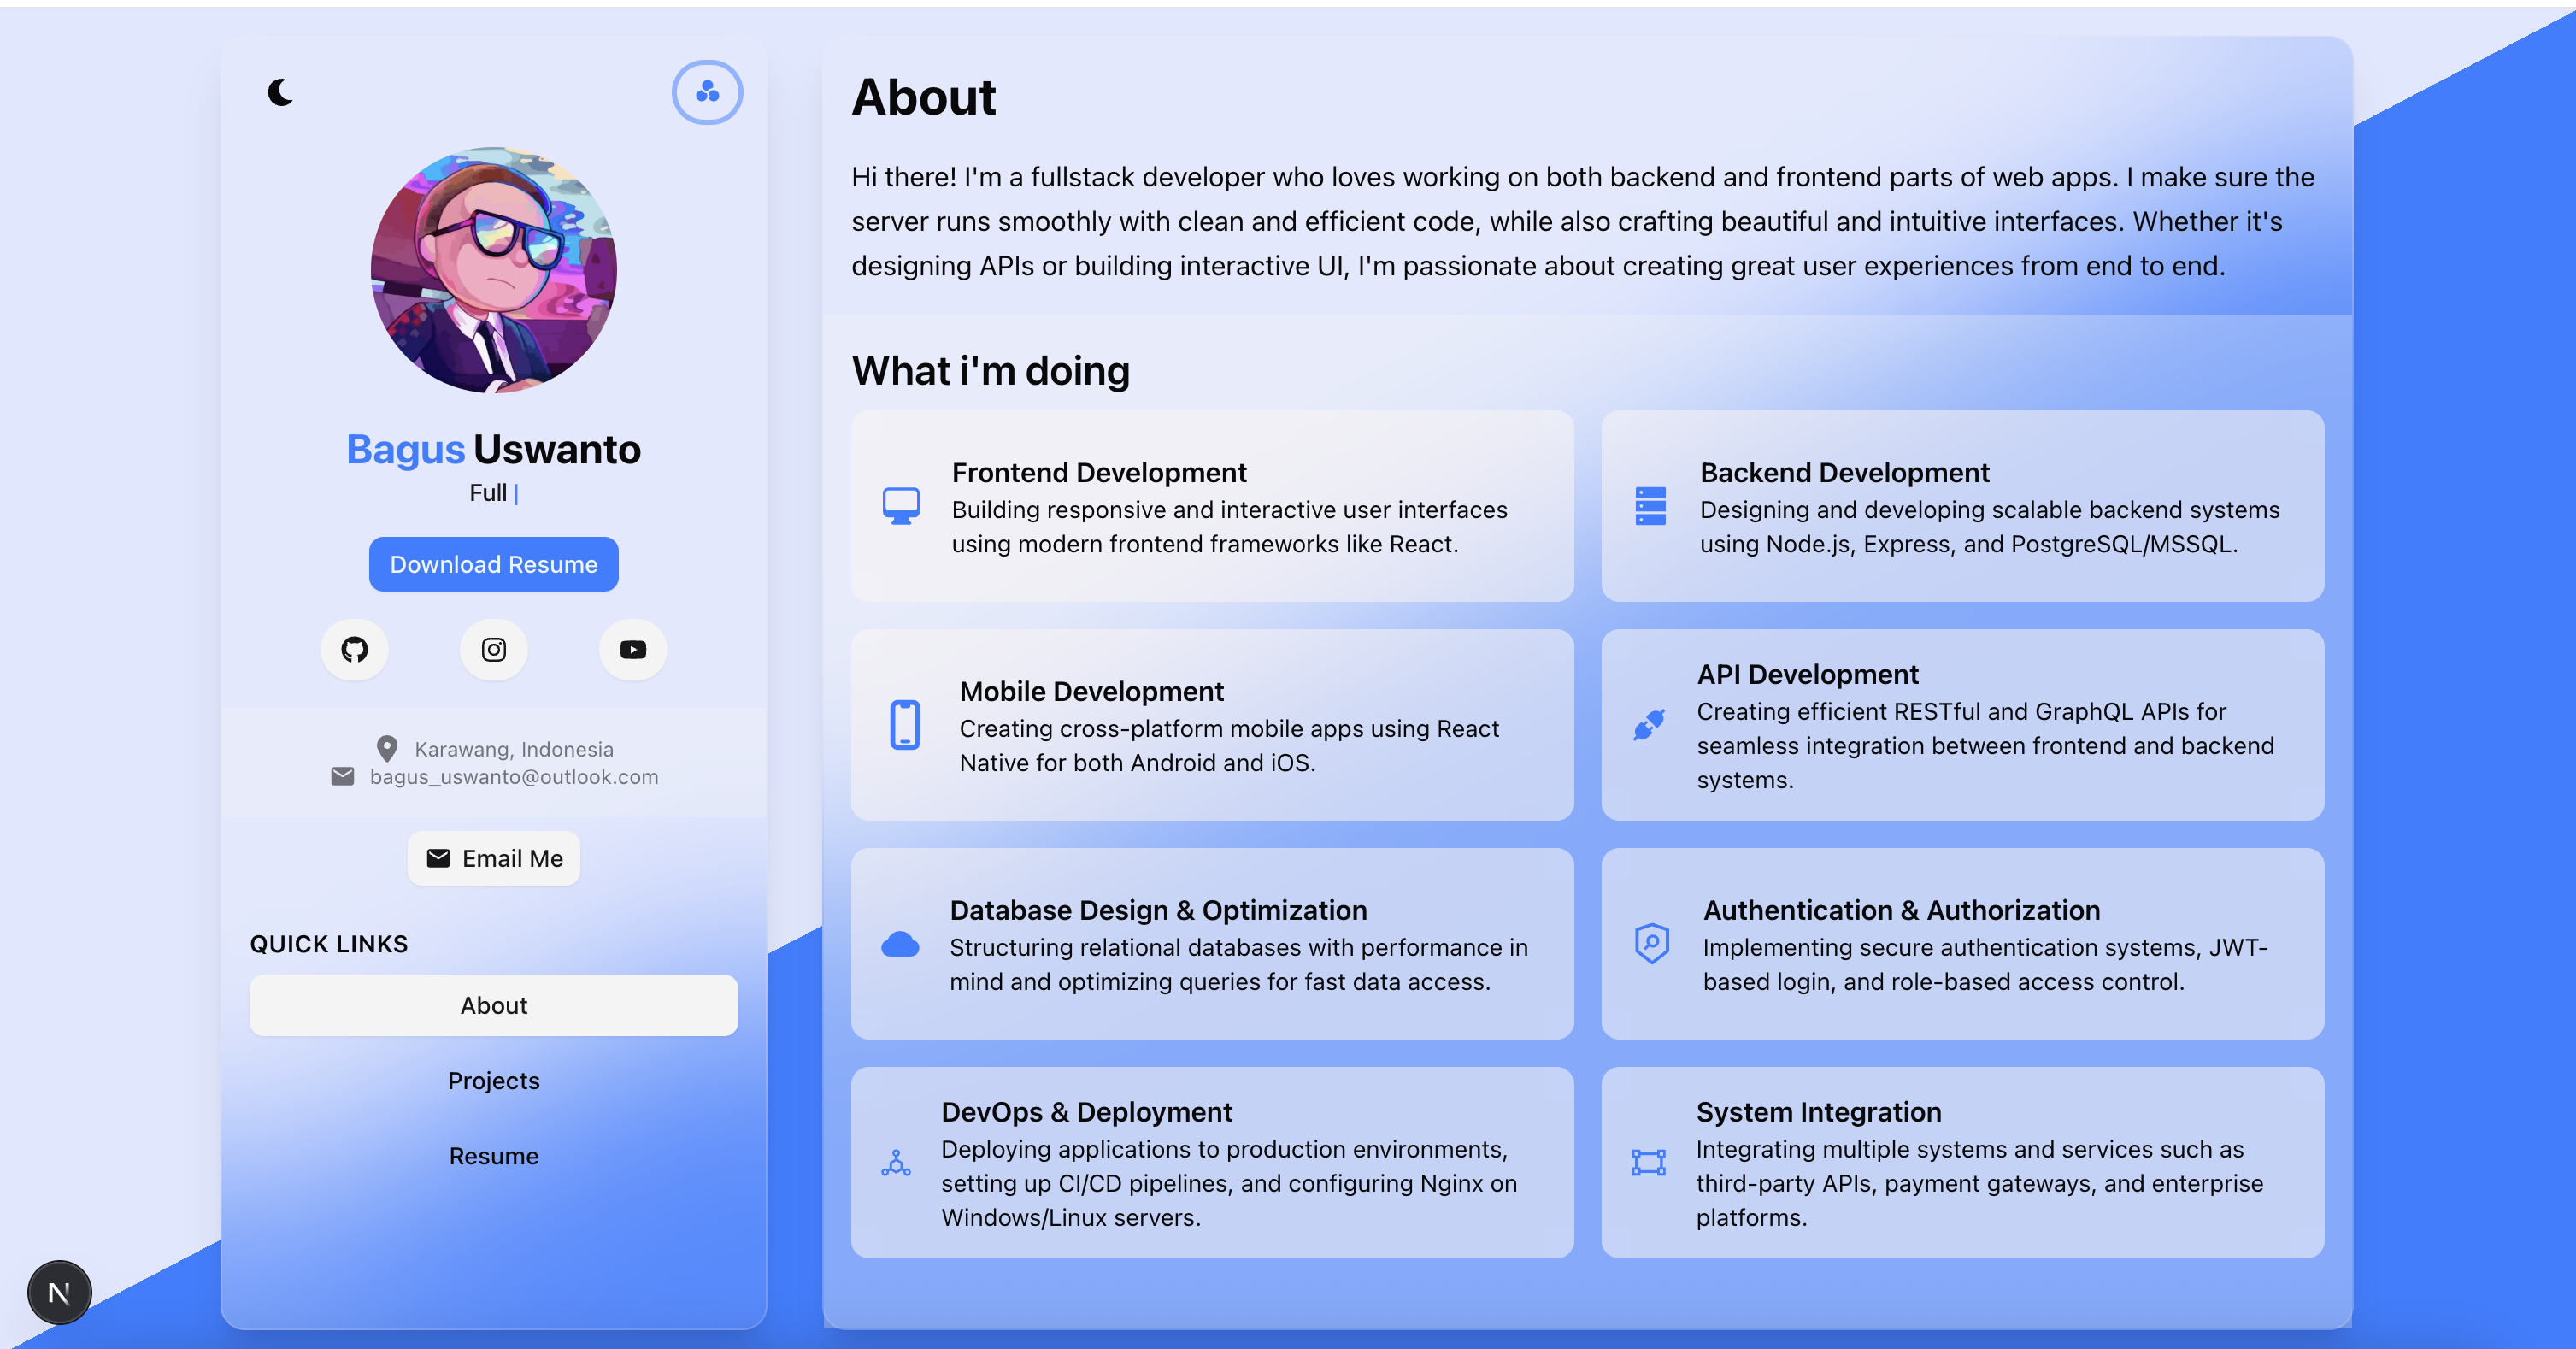 Bagus Uswanto
Full |
Download Resume
Karawang, Indonesia
bagus_uswanto@outlook.com
Email Me
QUICK LINKS
About
Projects
Resume
N
About
Hi there! I'm a fullstack developer who loves working on both backend and frontend parts of web apps. I make sure the
server runs smoothly with clean and efficient code, while also crafting beautiful and intuitive interfaces. Whether it's
designing APIs or building interactive UI, I'm passionate about creating great user experiences from end to end.
What i'm doing
Frontend Development
Building responsive and interactive user interfaces
using modern frontend frameworks like React.
Backend Development
Designing and developing scalable backend systems
using Node.js, Express, and PostgreSQL/MSSQL.
Mobile Development
Creating cross-platform mobile apps using React
Native for both Android and iOS.
API Development
Creating efficient RESTful and GraphQL APIs for
seamless integration between frontend and backend
systems.
Database Design & Optimization
Structuring relational databases with performance in
mind and optimizing queries for fast data access.
Authentication & Authorization
Implementing secure authentication systems, JWT-
based login, and role-based access control.
DevOps & Deployment
Deploying applications to production environments,
setting up CI/CD pipelines, and configuring Nginx on
Windows/Linux servers.
System Integration
Integrating multiple systems and services such as
third-party APIs, payment gateways, and enterprise
platforms.